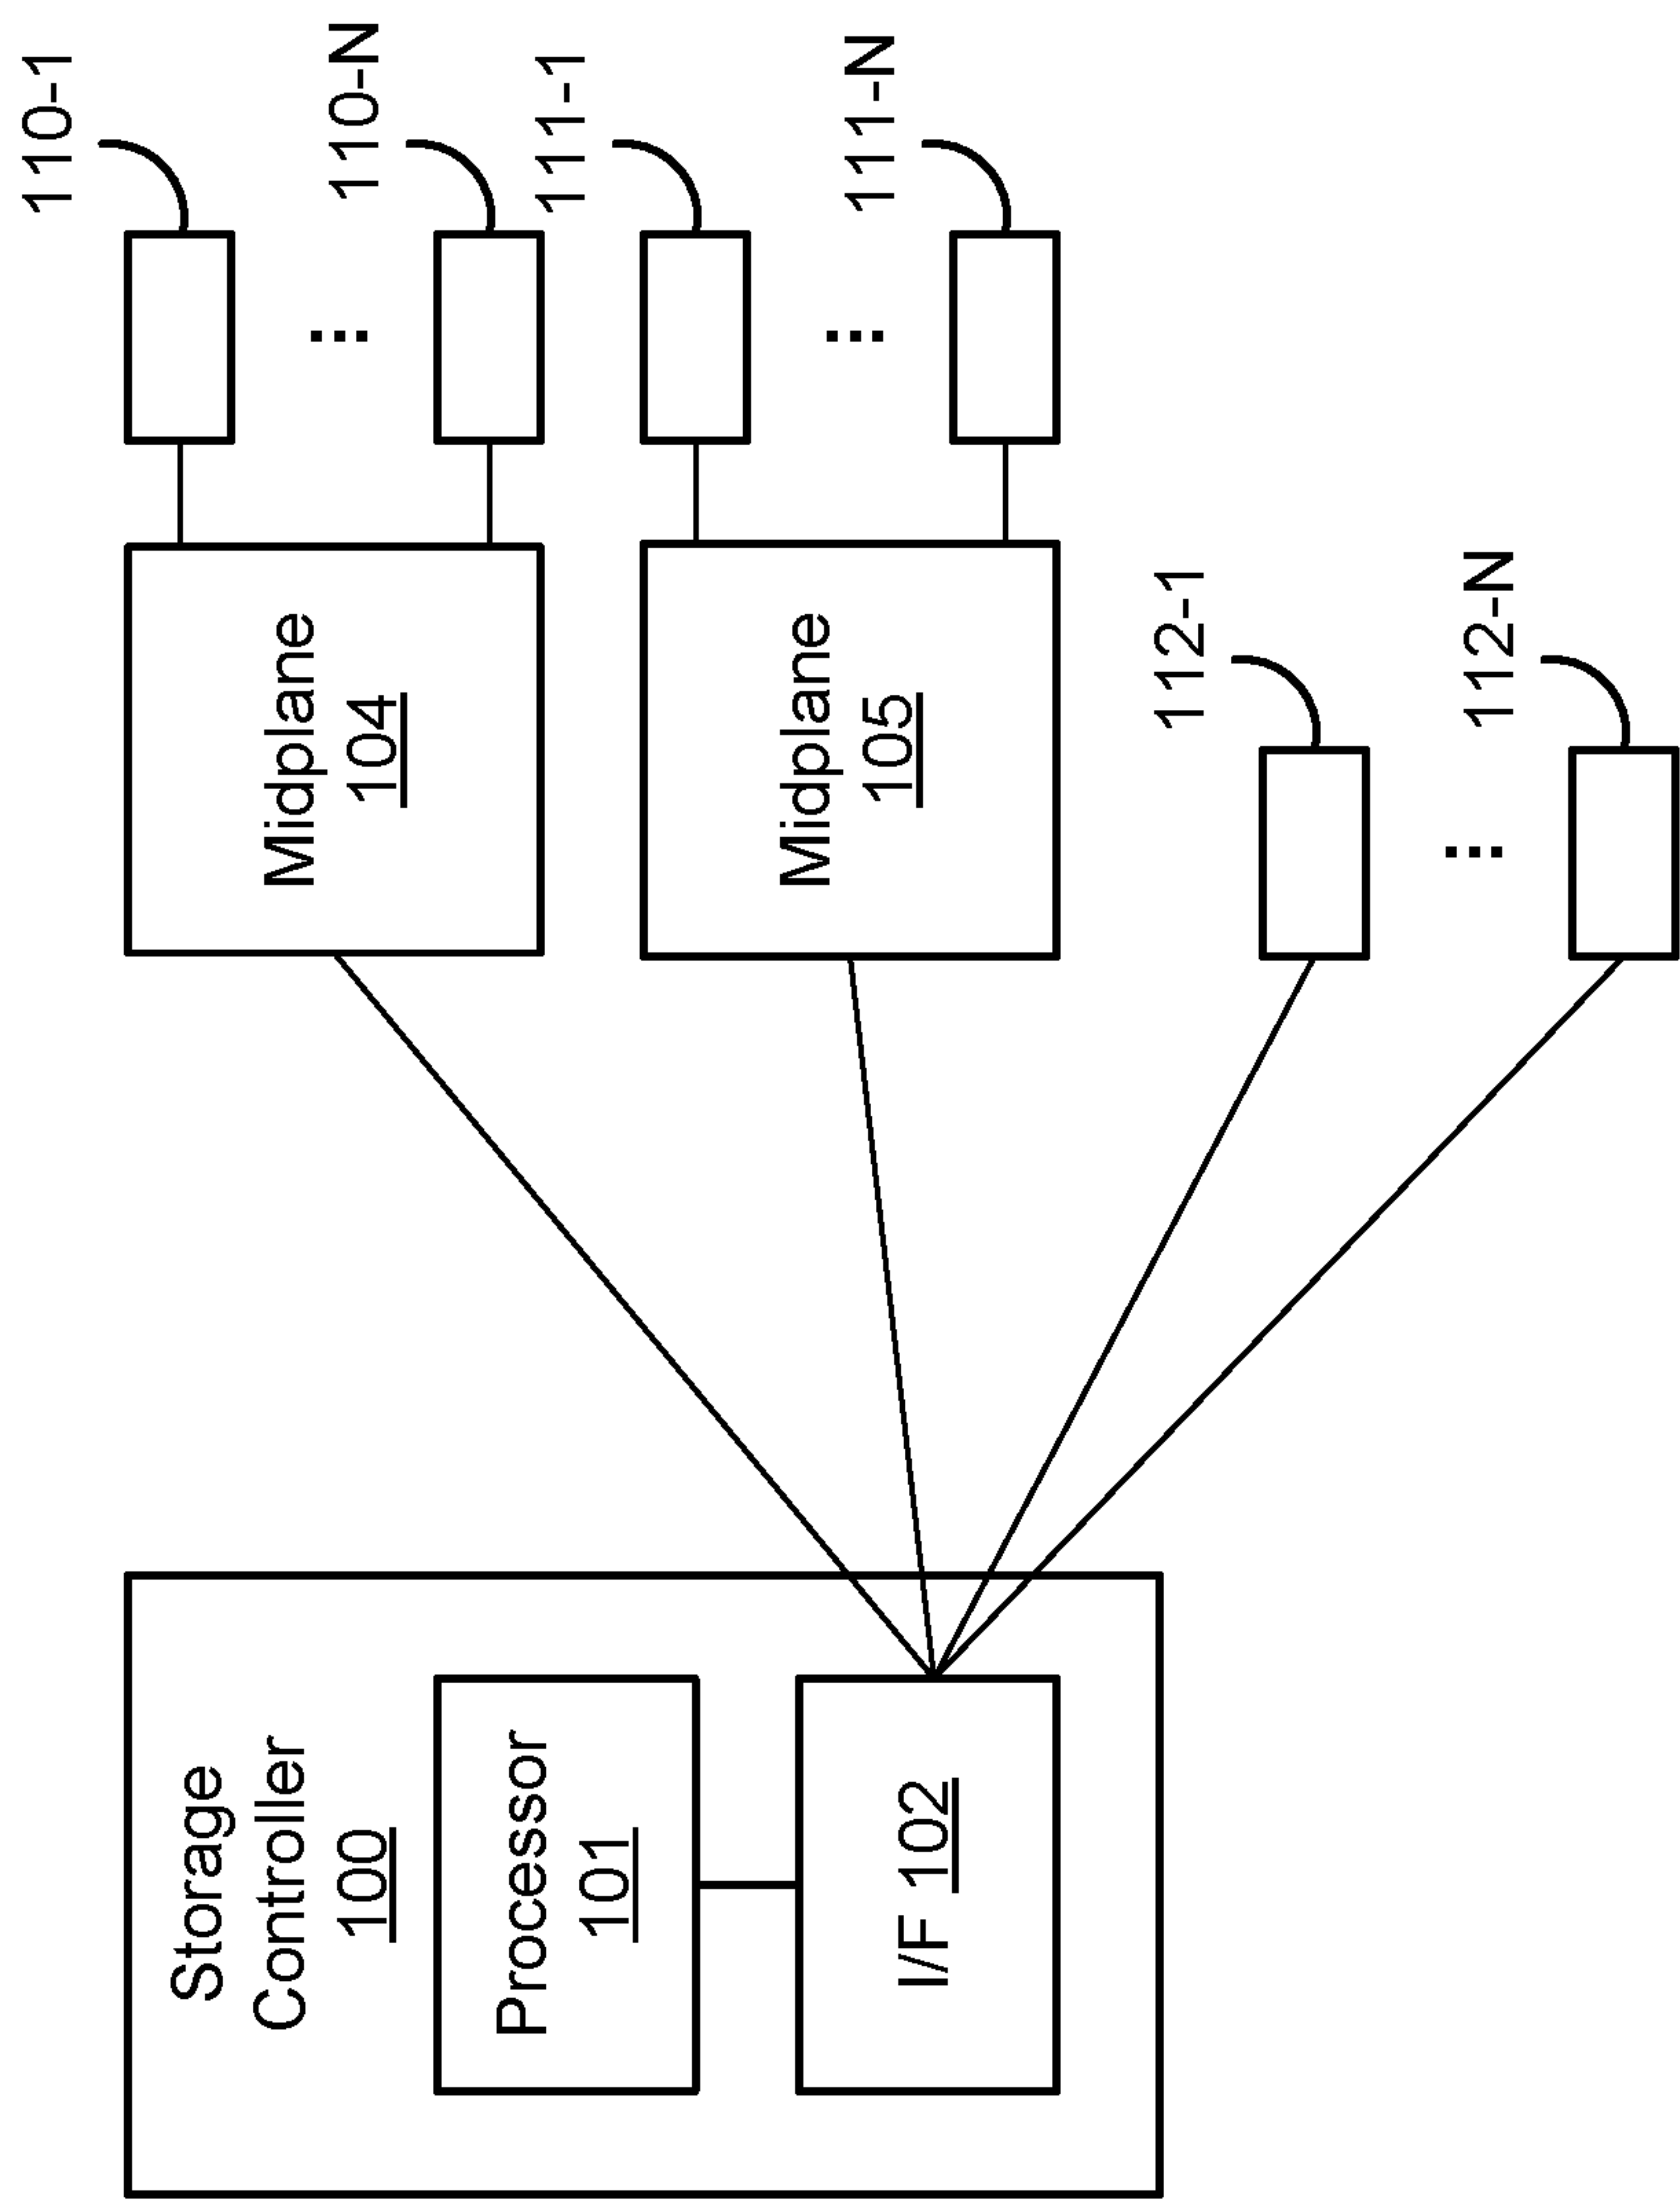 Storage
Controller
100
Processor
101
I/F 102
Midplane
104
Midplane
105
110-1
110-N
111-1
111-N
112-1
112-N